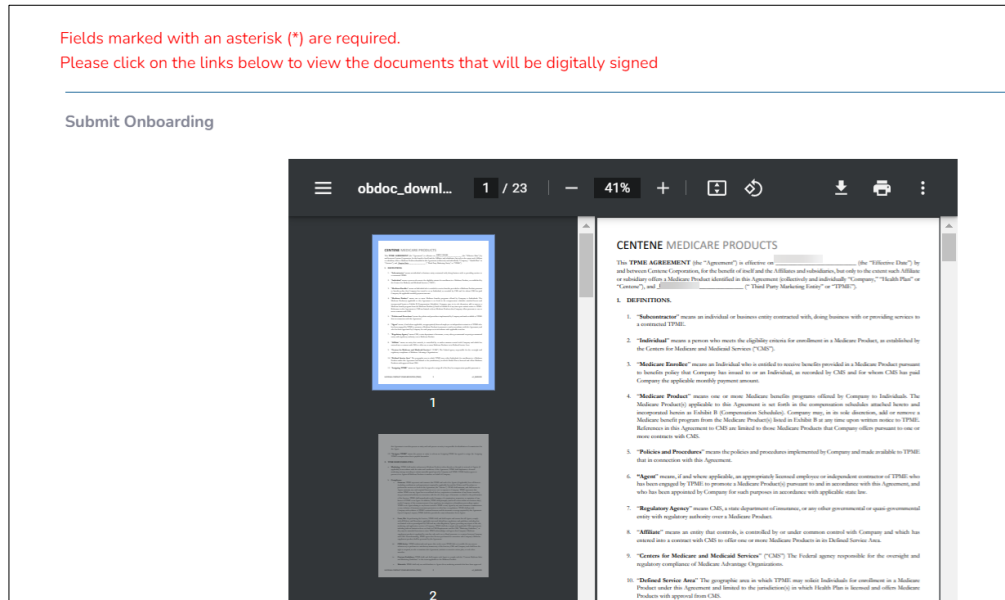 Fields marked with an asterisk (*) are required.
Please click on the links below to view the documents that will be digitally signed
Submit Onboarding
obdoc_downl... 1 / 23 41%
1
2
CENTENE MEDICARE PRODUCTS
This TPME AGREEMENT (the “Agreement”) is effective on (the “Effective Date”) by
and between Centene Corporation, for the benefit of itself and the Affiliates and subsidiaries, but only to the extent such Affiliate
or subsidiary offers a Medicare Product identified in this Agreement (collectively and individually “Company,” “Health Plan” or
“Centene”), and (“ Third Party Marketing Entity” or “TPME”).
1. DEFINITIONS.
1. “Subcontractor” means an individual or business entity contracted with, doing business with or providing services to
a contracted TPME.
2. “Individual” means a person who meets the eligibility criteria for enrollment in a Medicare Product, as established by
the Centers for Medicare and Medicaid Services (“CMS”).
3. “Medicare Enrollee” means an Individual who is entitled to receive benefits provided in a Medicare Product pursuant
to benefits policy that Company has issued to or an Individual, as recorded by CMS and for whom CMS has paid
Company the applicable monthly payment amount.
4. “Medicare Product” means one or more Medicare benefits programs offered by Company to Individuals. The
Medicare Product(s) applicable to this Agreement is set forth in the compensation schedules attached hereto and
incorporated herein as Exhibit B (Compensation Schedules). Company may, in its sole discretion, add or remove a
Medicare benefits program from the Medicare Product(s) listed in Exhibit B at any time upon written notice to TPME.
References in this Agreement to CMS are limited to those Medicare Products that Company offers pursuant to one or
more contracts with CMS.
5. “Policies and Procedures” means the policies and procedures implemented by Company and made available to TPME
that in connection with this Agreement.
6. “Agent” means, if and where applicable, an appropriately licensed employee or independent contractor of TPME who
has been engaged by TPME to promote a Medicare Product(s) pursuant to and in accordance with this Agreement; and
who has been appointed by Company for such purposes in accordance with applicable state law.
7. “Regulatory Agency” means CMS, a state department of insurance, or any other governmental or quasi-governmental
entity with regulatory authority over a Medicare Product.
8. “Affiliate” means an entity that controls, is controlled by or under common control with Company and which has
entered into a contract with CMS to offer one or more Medicare Products in its Defined Service Area.
9. “Centers for Medicare and Medicaid Services” (“CMS”) The Federal agency responsible for the oversight and
regulatory compliance of Medicare Advantage Organizations.
10. “Defined Service Area” The geographic area in which TPME may solicit Individuals for enrollment in a Medicare
Product under this Agreement and limited to the jurisdiction(s) in which Health Plan is licensed and offers Medicare
Products with approval from CMS.